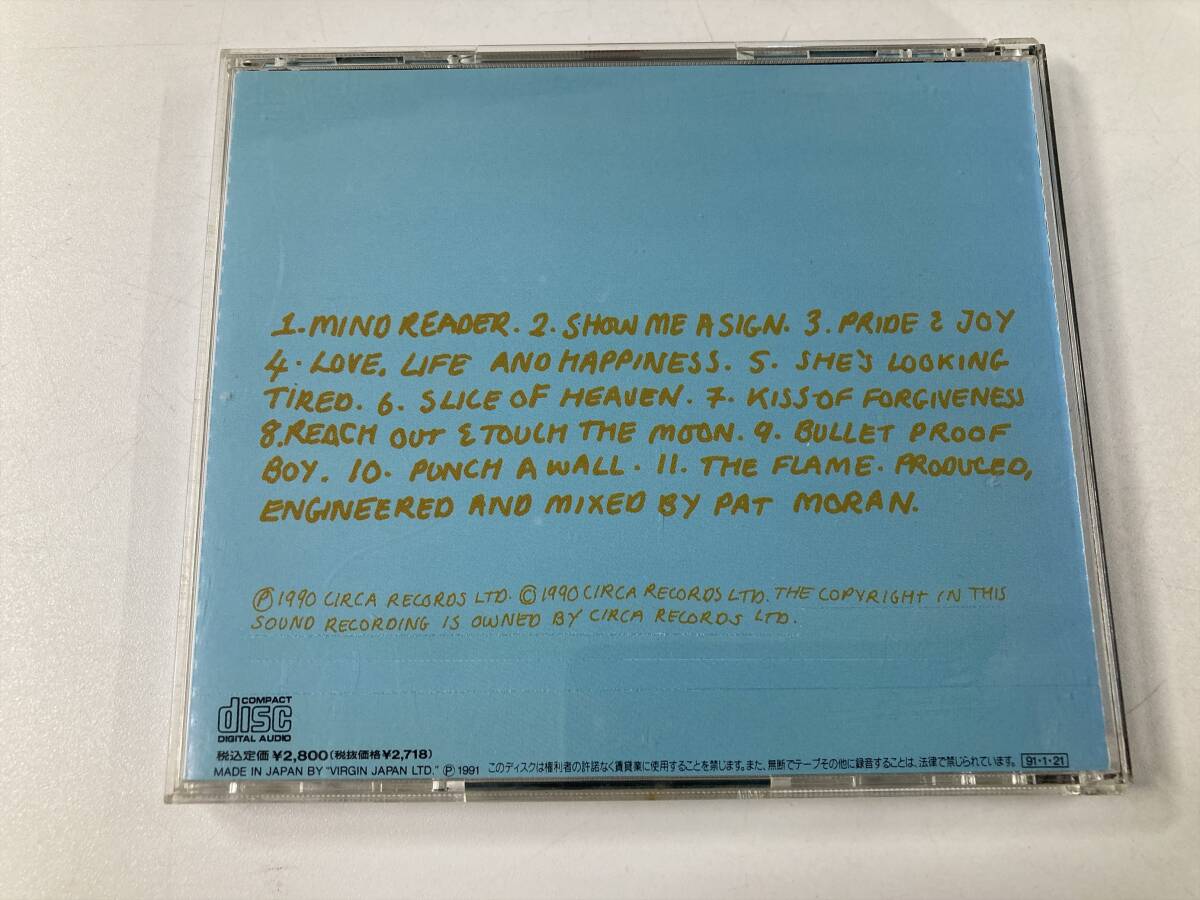 1. MIND READER. 2. SHOW ME A SIGN. 3. PRIDE & JOY
4. LOVE, LIFE AND HAPPINESS. 5. SHE'S LOOKING
TIRED. 6. SLICE OF HEAVEN. 7. KISS OF FORGIVENESS
8. REACH OUT & TOUCH THE MOON. 9. BULLET PROOF
BOY. 10. PUNCH A WALL. 11. THE FLAME. PRODUCED,
ENGINEERED AND MIXED BY PAT MORAN.
Ⓟ1990 CIRCA RECORDS LTD. ©1990 CIRCA RECORDS LTD. THE COPYRIGHT IN THIS
SOUND RECORDING IS OWNED BY CIRCA RECORDS LTD.
COMPACT
disc
DIGITAL AUDIO
税込定価¥2,800(税抜価格¥2,718)
MADE IN JAPAN BY "VIRGIN JAPAN LTD." Ⓟ 1991 このディスクは権利者の許諾なく賃貸業に使用することを禁じます。また、無断でテープその他に録音することは、法律で禁じられています。 91・1・21